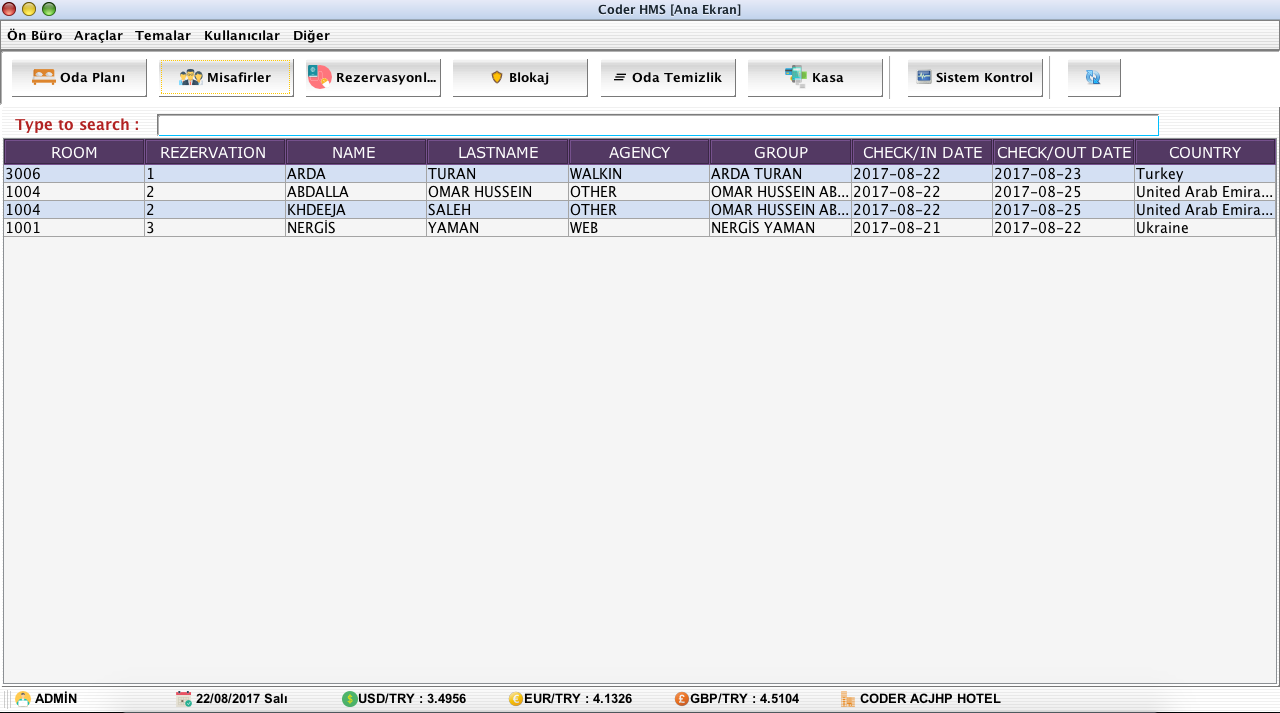 Coder HMS [Ana Ekran]
Ön Büro Araçlar Temalar Kullanıcılar Diğer
Oda Planı Misafirler Rezervasyonl... Blokaj Oda Temizlik Kasa Sistem Kontrol
Type to search :
ROOM REZERVATION NAME LASTNAME AGENCY GROUP CHECK/IN DATE CHECK/OUT DATE COUNTRY
3006 1 ARDA TURAN WALKIN ARDA TURAN 2017-08-22 2017-08-23 Turkey
1004 2 ABDALLA OMAR HUSSEIN OTHER OMAR HUSSEIN AB... 2017-08-22 2017-08-25 United Arab Emira...
1004 2 KHDEEJA SALEH OTHER OMAR HUSSEIN AB... 2017-08-22 2017-08-25 United Arab Emira...
1001 3 NERGİS YAMAN WEB NERGİS YAMAN 2017-08-21 2017-08-22 Ukraine
ADMİN 22/08/2017 Salı USD/TRY : 3.4956 EUR/TRY : 4.1326 GBP/TRY : 4.5104 CODER ACJHP HOTEL